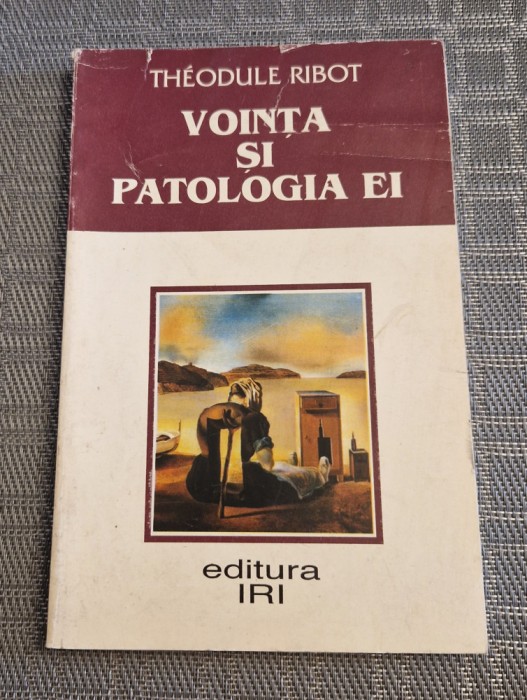 THÉODULE RIBOT
VOINȚA
ȘI
PATOLOGIA EI
editura
IRI